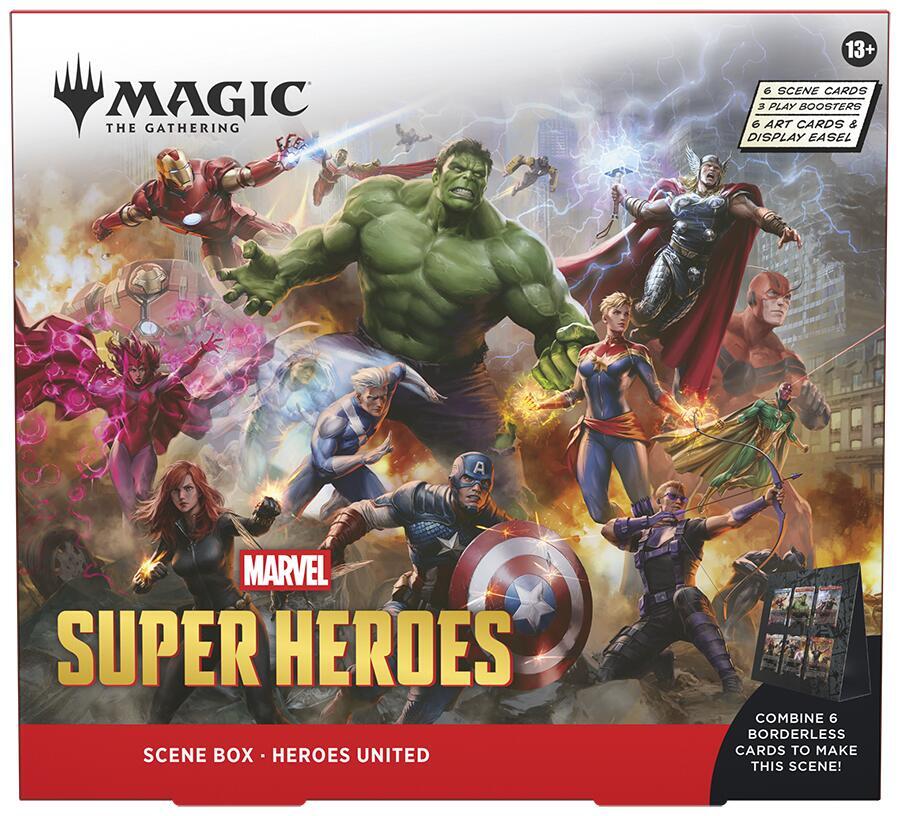 13+
MAGIC
THE GATHERING
6 SCENE CARDS
3 PLAY BOOSTERS
6 ART CARDS &
DISPLAY EASEL
A
MARVEL
SUPER HEROES
SCENE BOX · HEROES UNITED
COMBINE 6
BORDERLESS
CARDS TO MAKE
THIS SCENE!